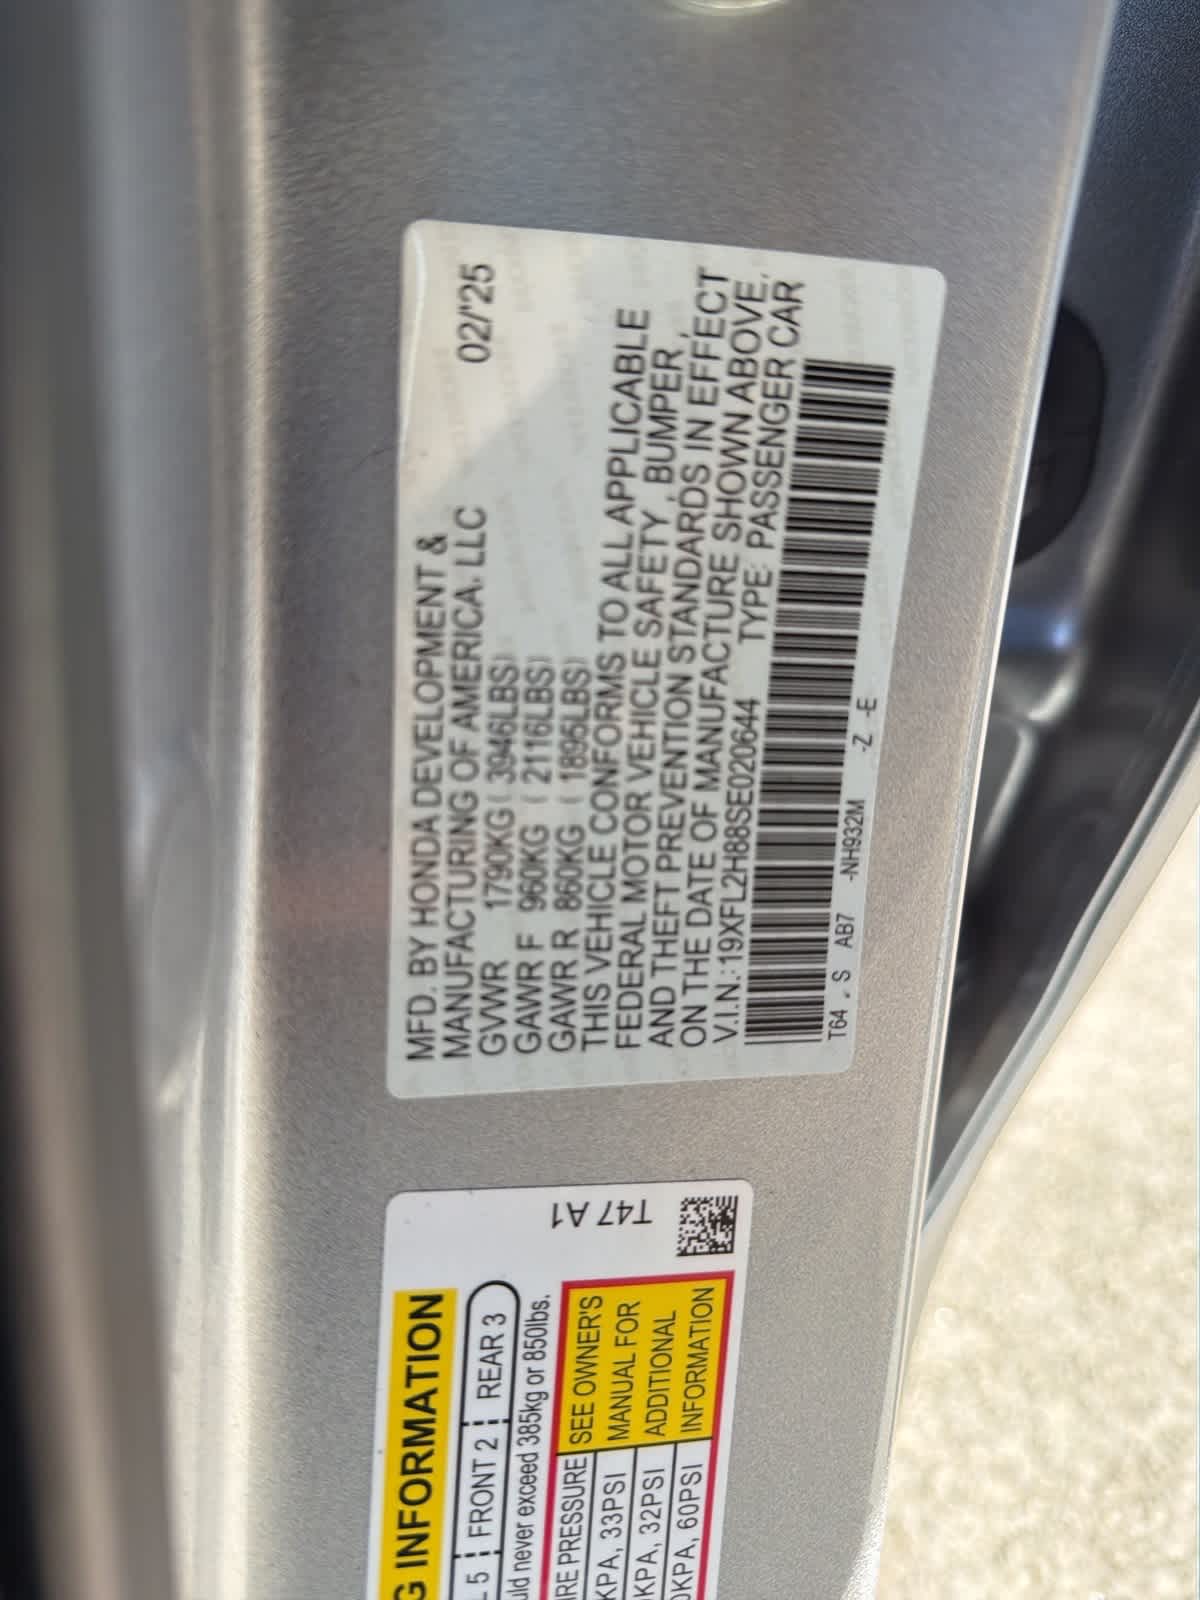 MFD. BY HONDA DEVELOPMENT &
MANUFACTURING OF AMERICA, LLC 02/'25
GVWR 1790KG ( 3946LBS)
GAWR F 960KG ( 2116LBS)
GAWR R 860KG ( 1895LBS)
THIS VEHICLE CONFORMS TO ALL APPLICABLE
FEDERAL MOTOR VEHICLE SAFETY, BUMPER,
AND THEFT PREVENTION STANDARDS IN EFFECT
ON THE DATE OF MANUFACTURE SHOWN ABOVE.
V.I.N.:19XFL2H88SE020644 TYPE: PASSENGER CAR
T64 S AB7 -NH932M -Z -E
T47 A1
G INFORMATION
L 5 FRONT 2 REAR 3
uld never exceed 385kg or 850lbs.
IRE PRESSURE
KPA, 33PSI
KPA, 32PSI
0KPA, 60PSI
SEE OWNER'S
MANUAL FOR
ADDITIONAL
INFORMATION